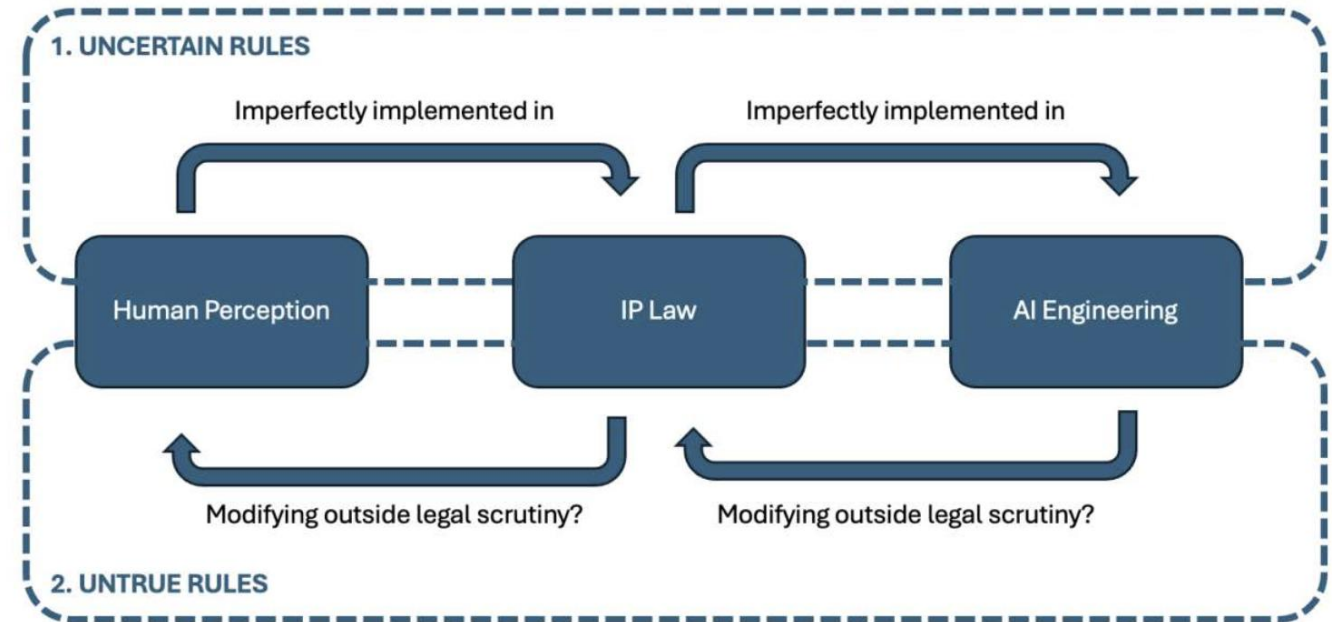 1. UNCERTAIN RULES
Imperfectly implemented in
Imperfectly implemented in
Human Perception
IP Law
AI Engineering
Modifying outside legal scrutiny?
Modifying outside legal scrutiny?
2. UNTRUE RULES